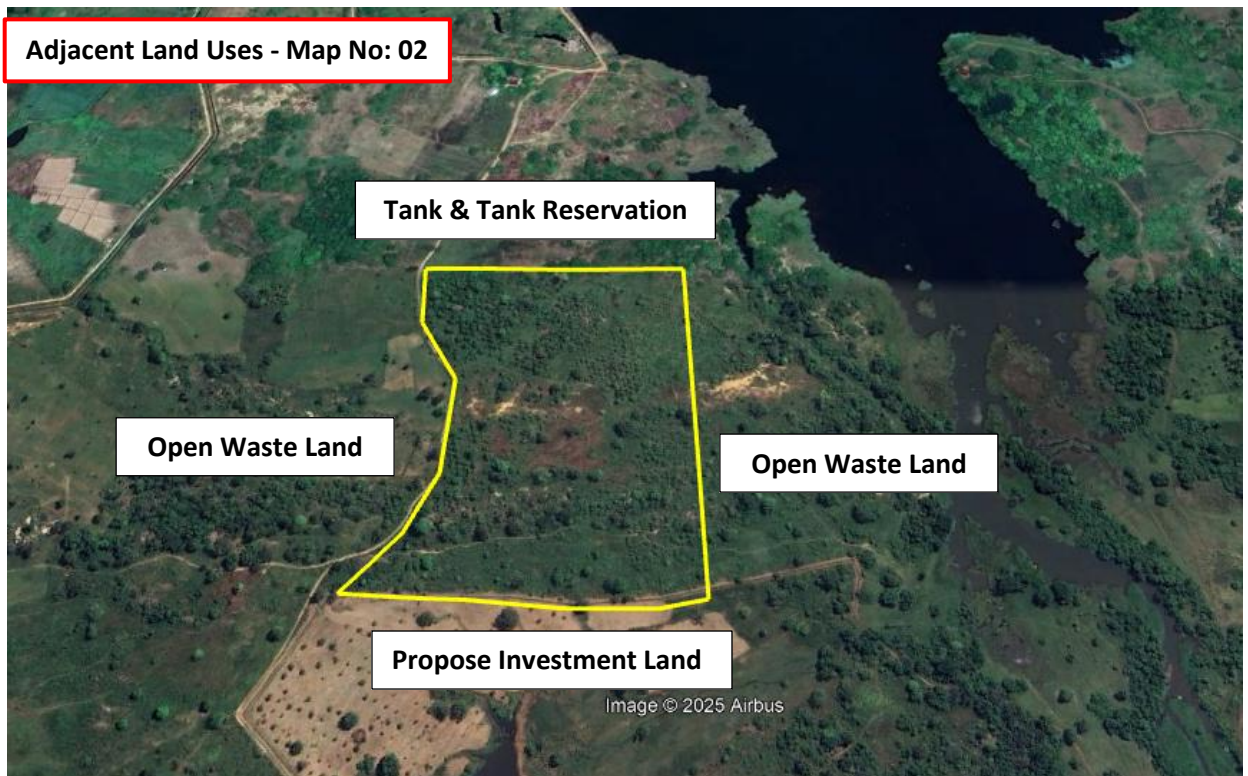 Adjacent Land Uses - Map No: 02
Tank & Tank Reservation
Open Waste Land
Open Waste Land
Propose Investment Land
Image © 2025 Airbus